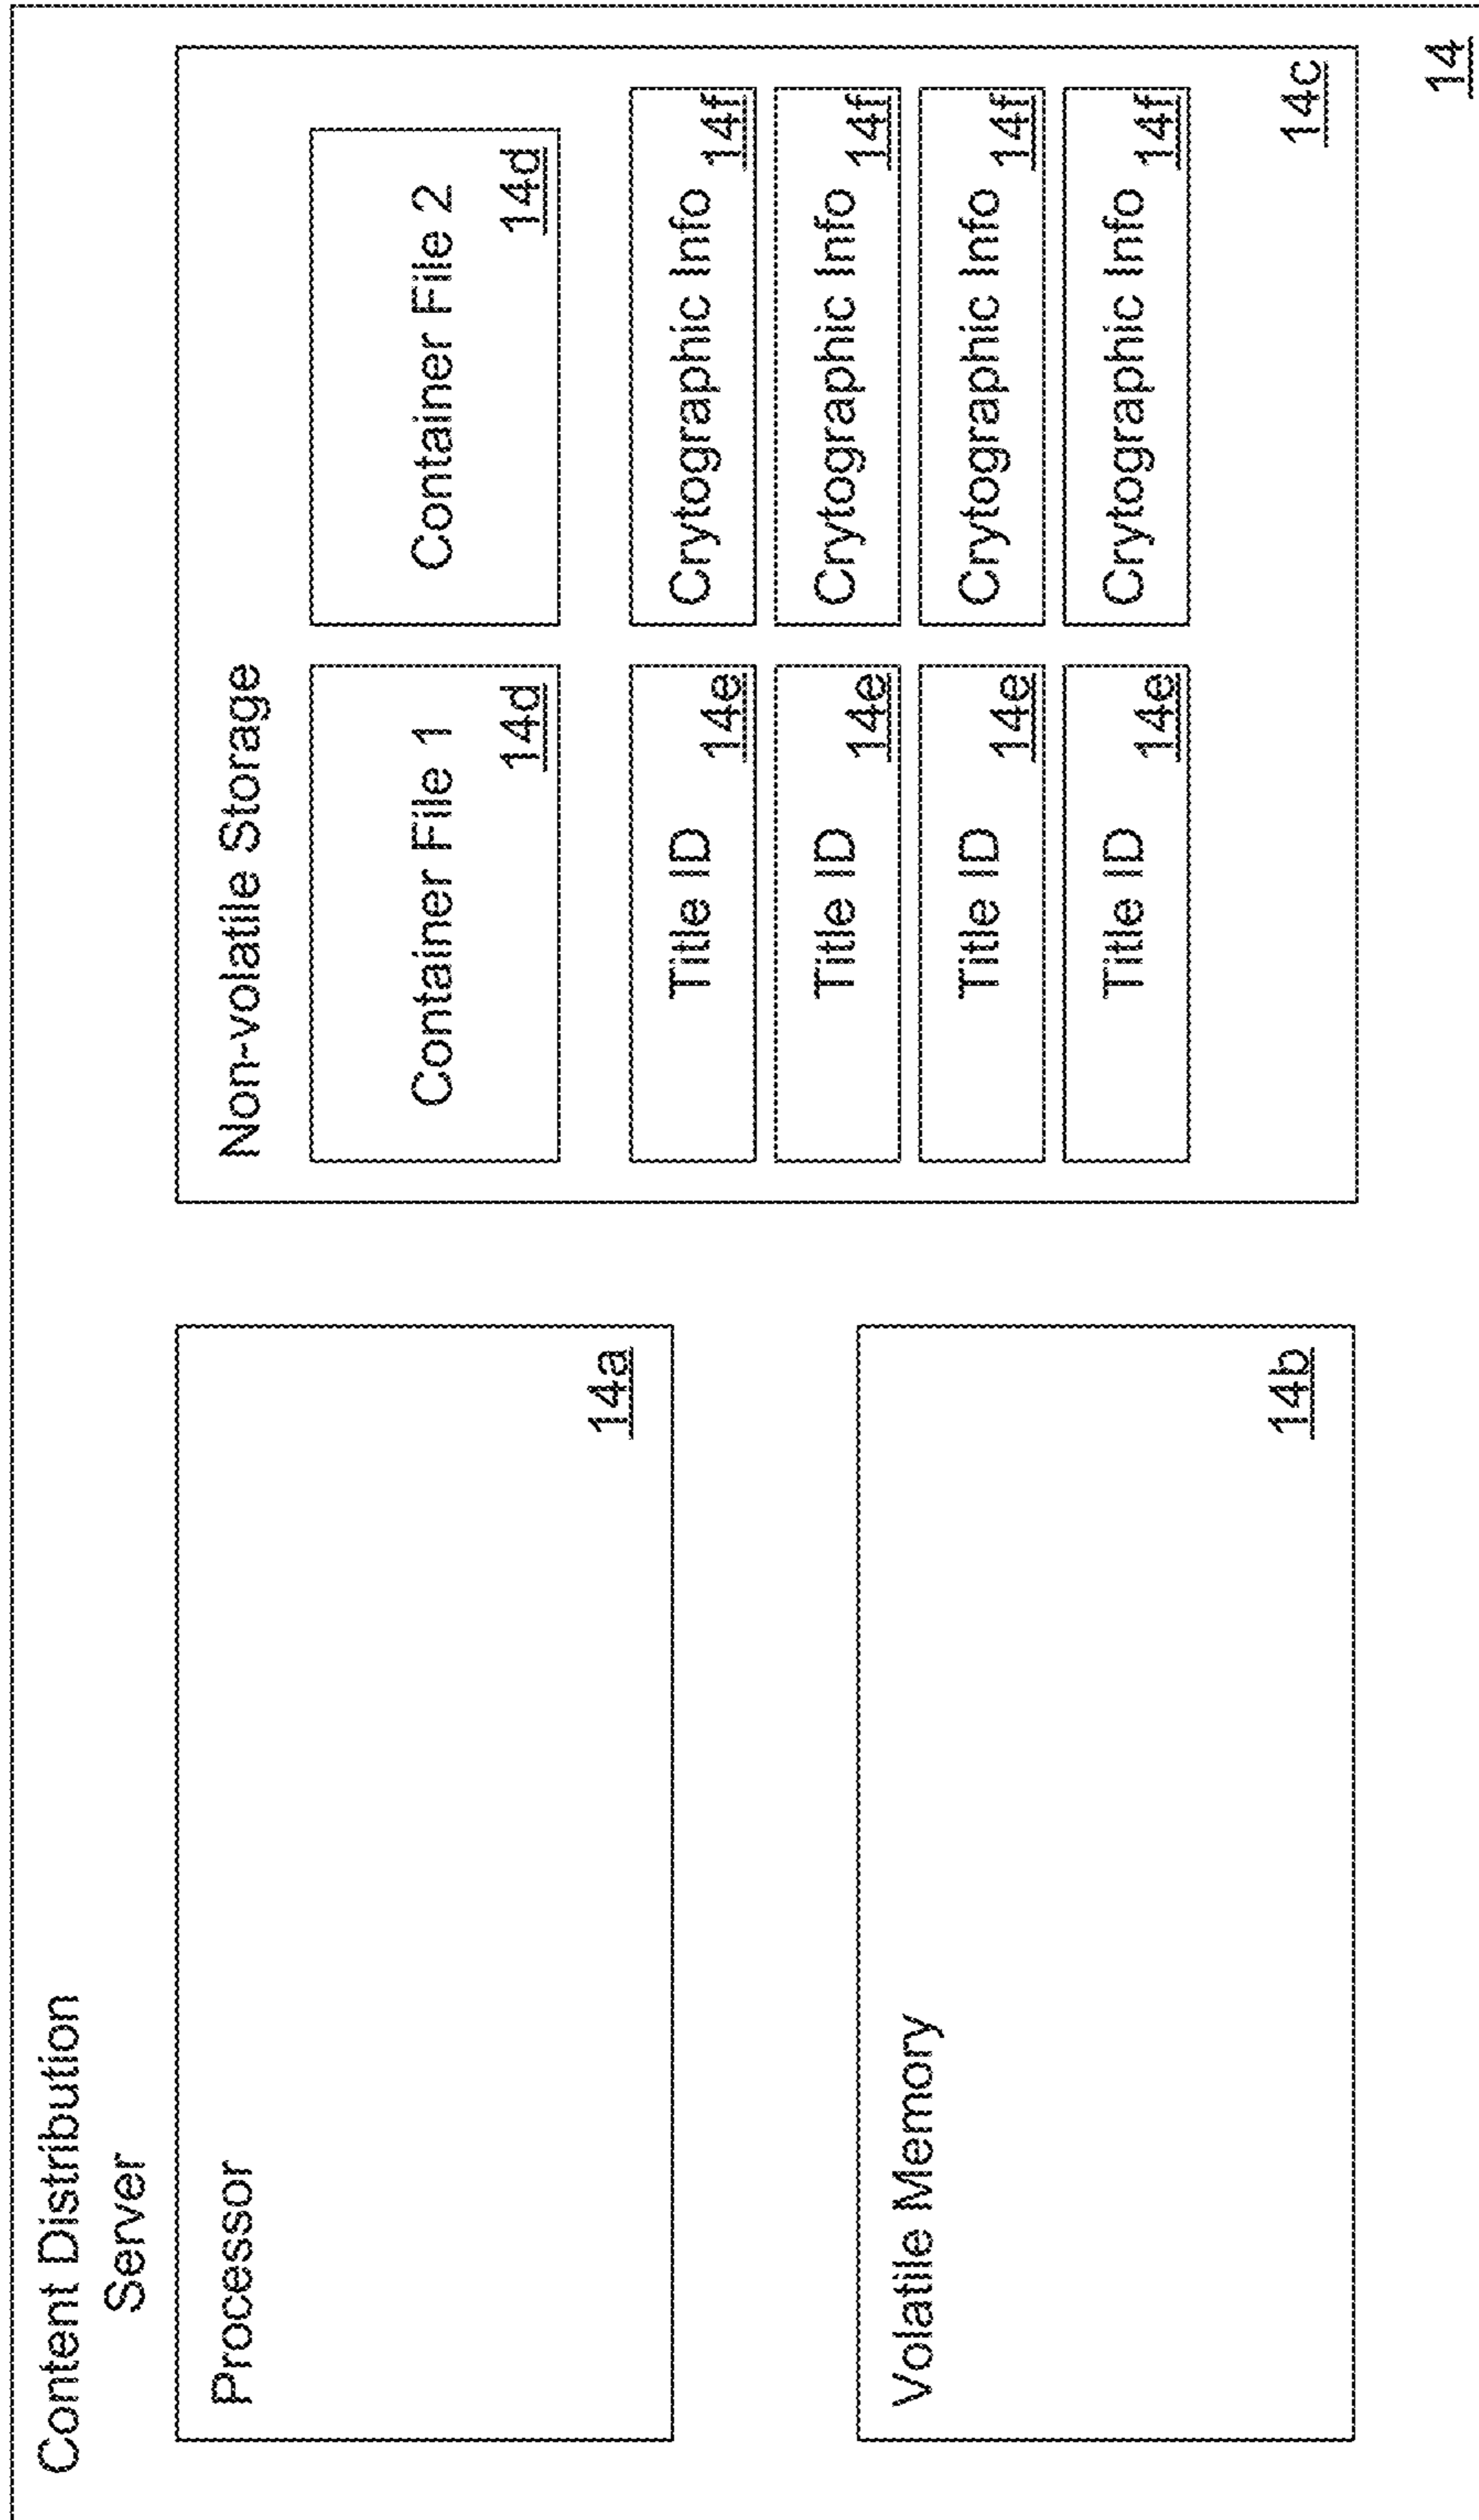 Content Distribution
Server
Processor
14a
Volatile Memory
14b
Non-volatile Storage
Container File 1
14d
Container File 2
14d
Title ID
14e
Crytographic Info
14f
Title ID
14e
Crytographic Info
14f
Title ID
14e
Crytographic Info
14f
Title ID
14e
Crytographic Info
14f
14c
14